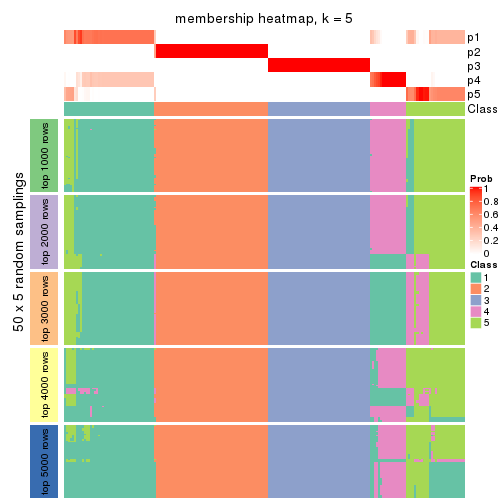 membership heatmap, k = 5
p1
p2
p3
p4
p5
Class
50 x 5 random samplings
top 1000 rows
top 2000 rows
top 3000 rows
top 4000 rows
top 5000 rows
Prob
1
0.8
0.6
0.4
0.2
0
Class
1
2
3
4
5